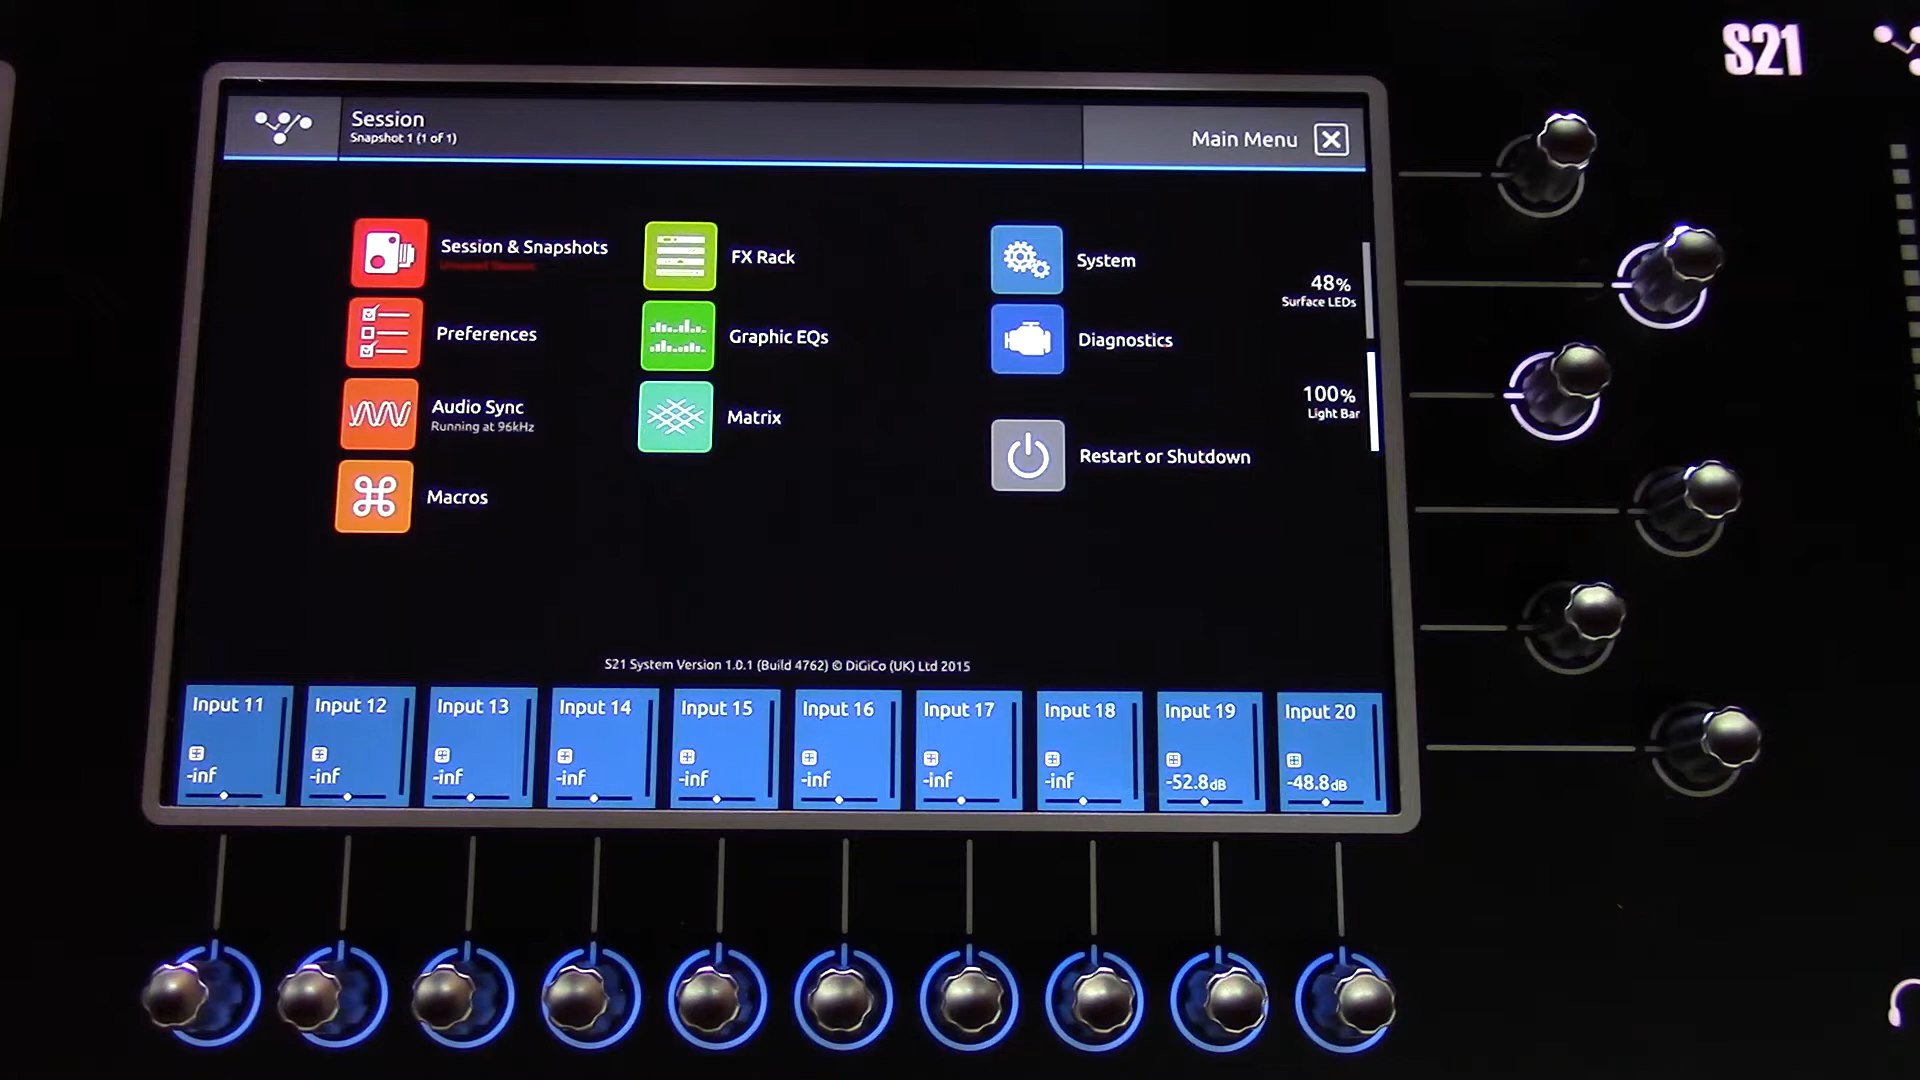 S21
Session
Snapshot 1 (1 of 1)
Main Menu
Session & Snapshots
FX Rack
System
48%
Surface LEDs
Preferences
Graphic EQs
Diagnostics
100%
Light Bar
Audio Sync
Running at 96kHz
Matrix
Restart or Shutdown
Macros
S21 System Version 1.0.1 (Build 4762) © DiGiCo (UK) Ltd 2015
Input 11
Input 12
Input 13
Input 14
Input 15
Input 16
Input 17
Input 18
Input 19
Input 20
-inf
-inf
-inf
-inf
-inf
-inf
-inf
-inf
-52.8dB
-48.8dB